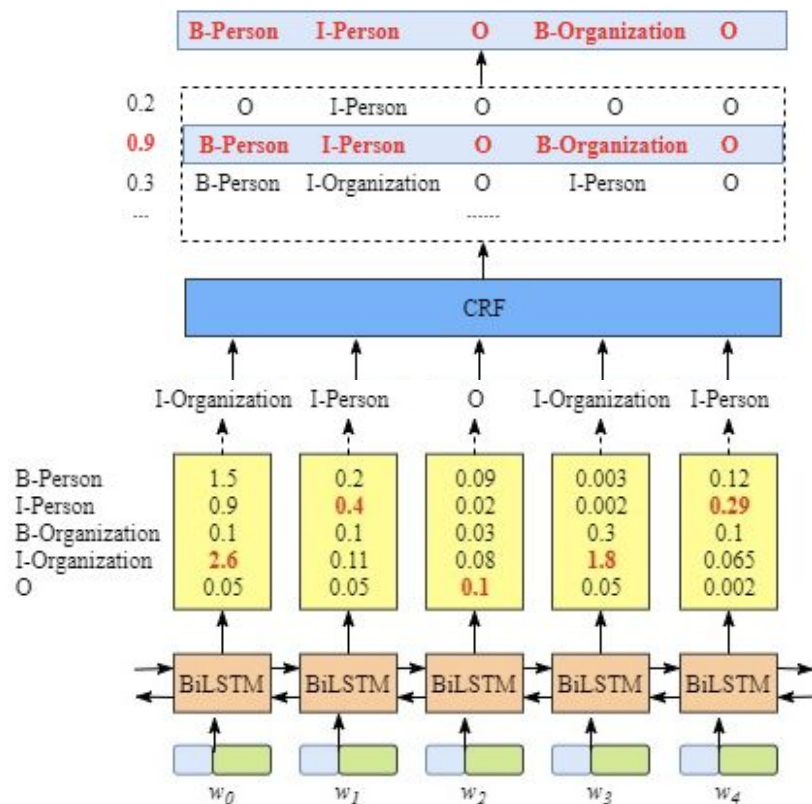 B-Person I-Person O B-Organization O
0.2 O I-Person O O O
0.9 B-Person I-Person O B-Organization O
0.3 B-Person I-Organization O I-Person O
... ......
CRF
I-Organization I-Person O I-Organization I-Person
B-Person 1.5 0.2 0.09 0.003 0.12
I-Person 0.9 0.4 0.02 0.002 0.29
B-Organization 0.1 0.1 0.03 0.3 0.1
I-Organization 2.6 0.11 0.08 1.8 0.065
O 0.05 0.05 0.1 0.05 0.002
BiLSTM BiLSTM BiLSTM BiLSTM BiLSTM
w0 w1 w2 w3 w4